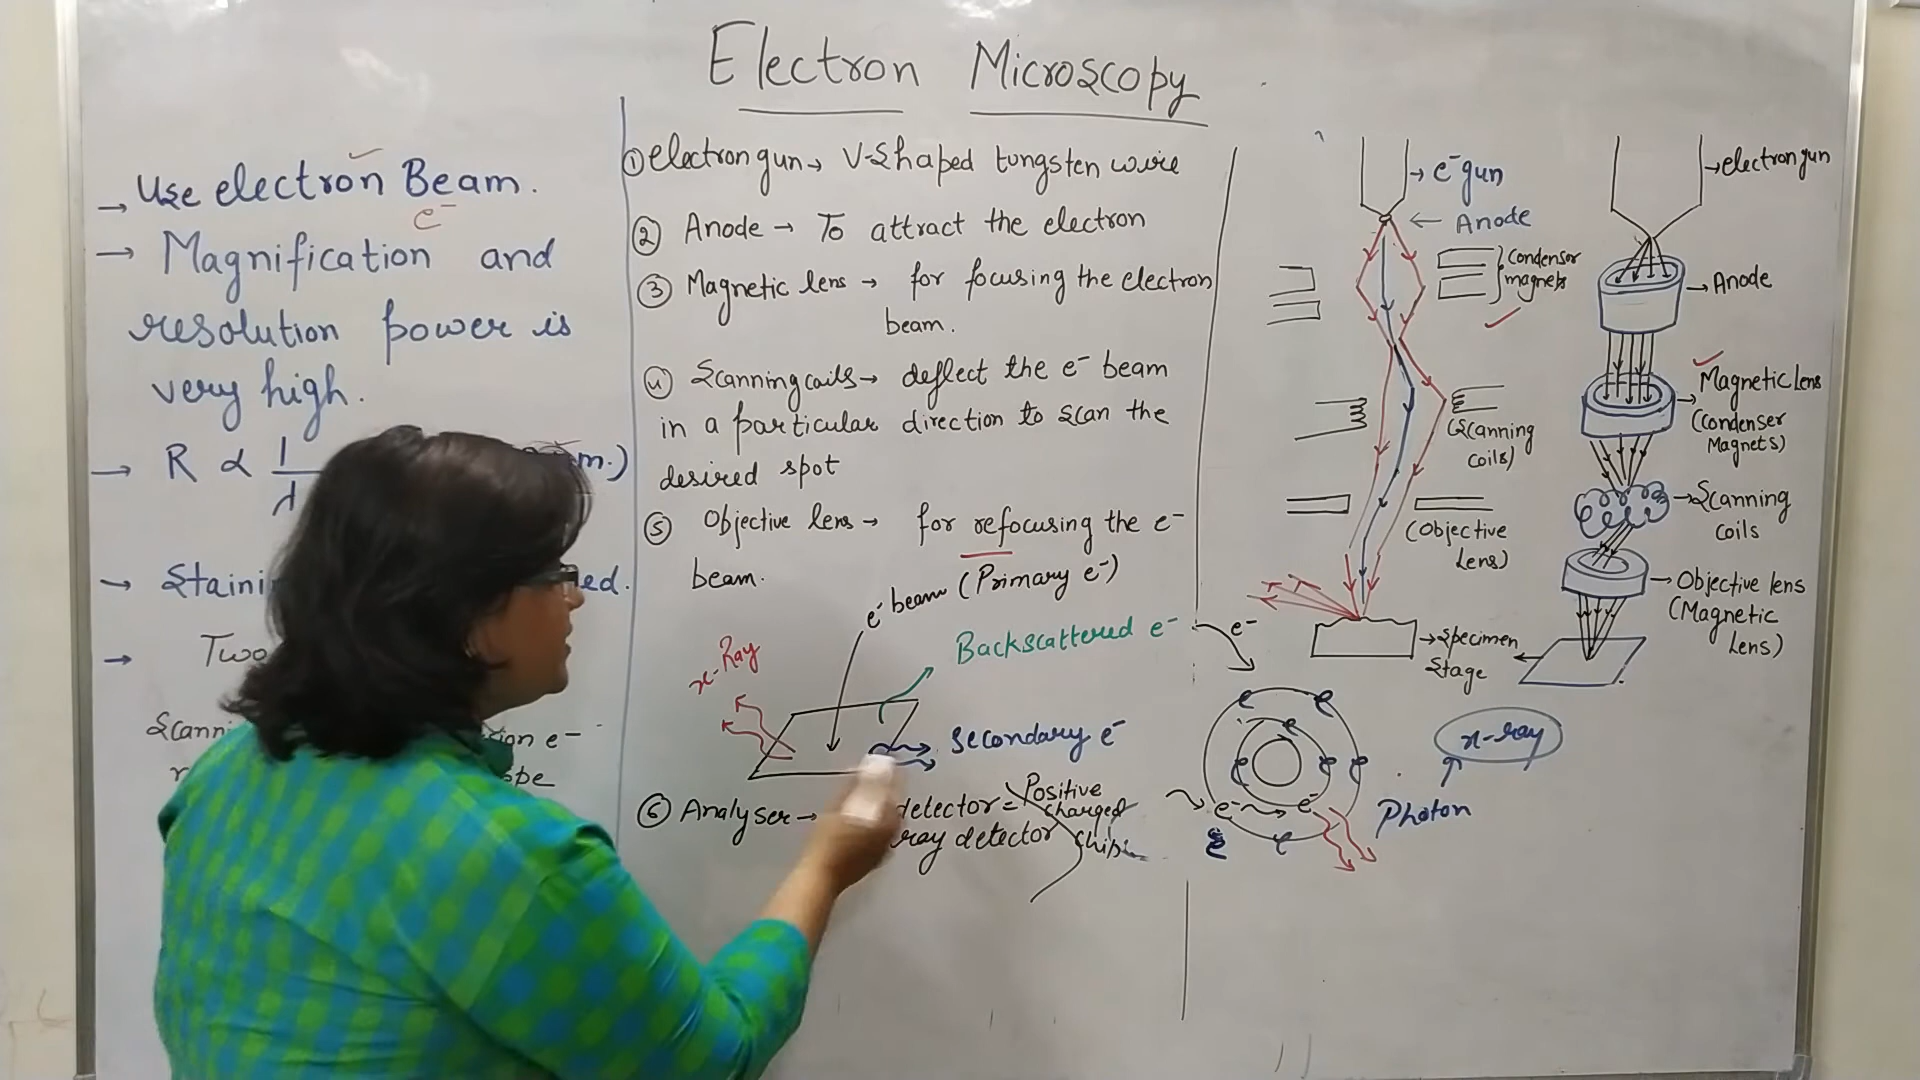 Electron Microscopy
→ Use electron Beam.
e⁻
→ Magnification and
resolution power is
very high.
→ R ∝ 1/λ
m.)
→
→ Two
e⁻
① electron gun → V-Shaped tungsten wire
② Anode → To attract the electron
③ Magnetic lens → for focusing the electron
beam.
④ Scanning coils → deflect the e⁻ beam
in a particular direction to scan the
desired spot
⑤ Objective lens → for refocusing the e⁻
beam.
e⁻ beam (Primary e⁻)
x-Ray
Backscattered e⁻
Secondary e⁻
⑥ Analyser → detector = Positive
charged
ray detector chips
→ e⁻ gun
← Anode
Condensor
magnets
(Scanning
coils)
(Objective
Lens)
→ Specimen
Stage
→ electron gun
→ Anode
→ Magnetic Lens
(Condenser
Magnets)
→ Scanning
coils
→ Objective lens
(Magnetic
Lens)
e⁻
e e
e
e e e
e⁻ e⁻
e e
x-ray
Photon